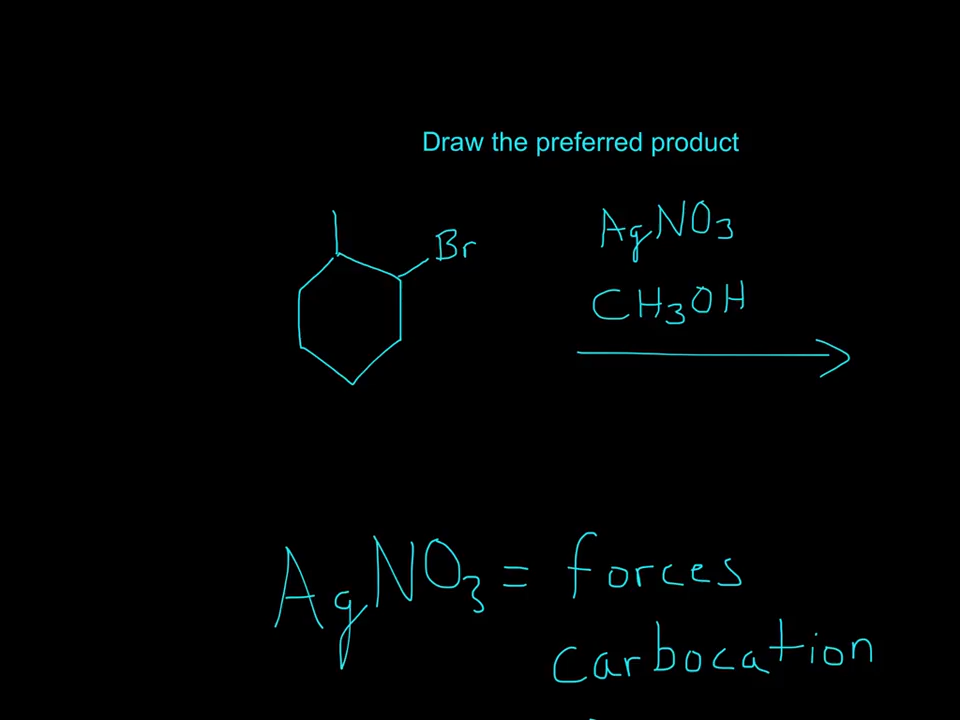 Draw the preferred product
AgNO3
Br
CH3OH
AgNO3 = forces
carbocation